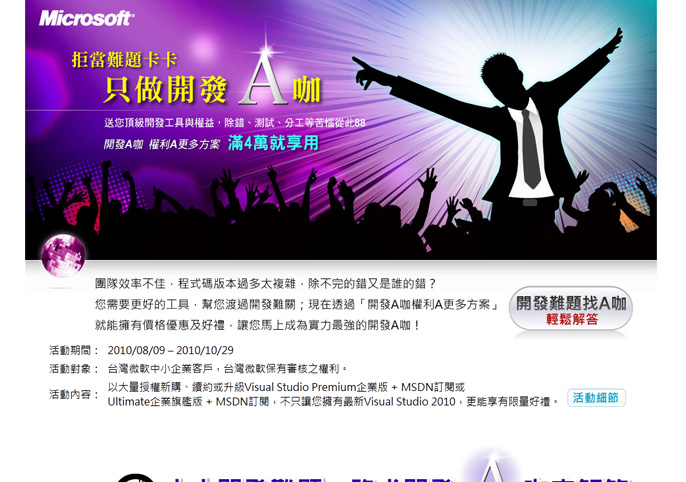 Microsoft
拒當難題卡卡
只做開發 A 咖
送您頂級開發工具與權益，除錯、測試、分工等苦惱從此88
開發A咖 權利A更多方案 滿4萬就享用
團隊效率不佳，程式碼版本過多太複雜，除不完的錯又是誰的錯？
您需要更好的工具，幫您渡過開發難關；現在透過「開發A咖權利A更多方案」
就能擁有價格優惠及好禮，讓您馬上成為實力最強的開發A咖！
開發難題找A咖
輕鬆解答
活動期間： 2010/08/09 – 2010/10/29
活動對象： 台灣微軟中小企業客戶，台灣微軟保有審核之權利。
活動內容： 以大量授權新購、續約或升級Visual Studio Premium企業版 + MSDN訂閱或
Ultimate企業旗艦版 + MSDN訂閱，不只讓您擁有最新Visual Studio 2010，更能享有限量好禮。
活動細節